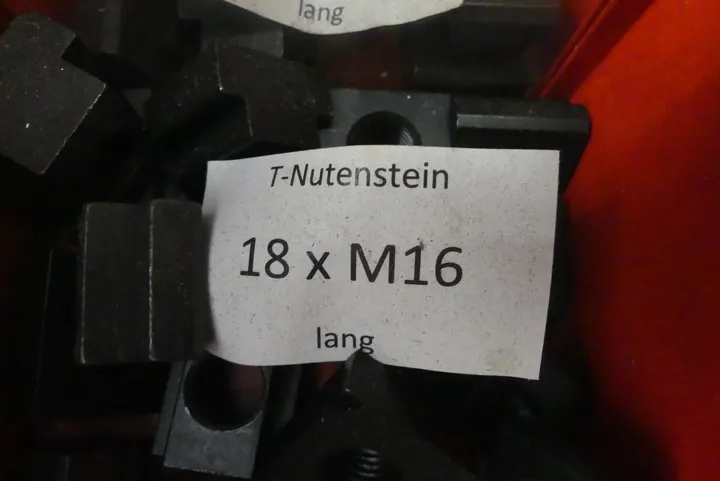 lang
T-Nutenstein
18 x M16
lang